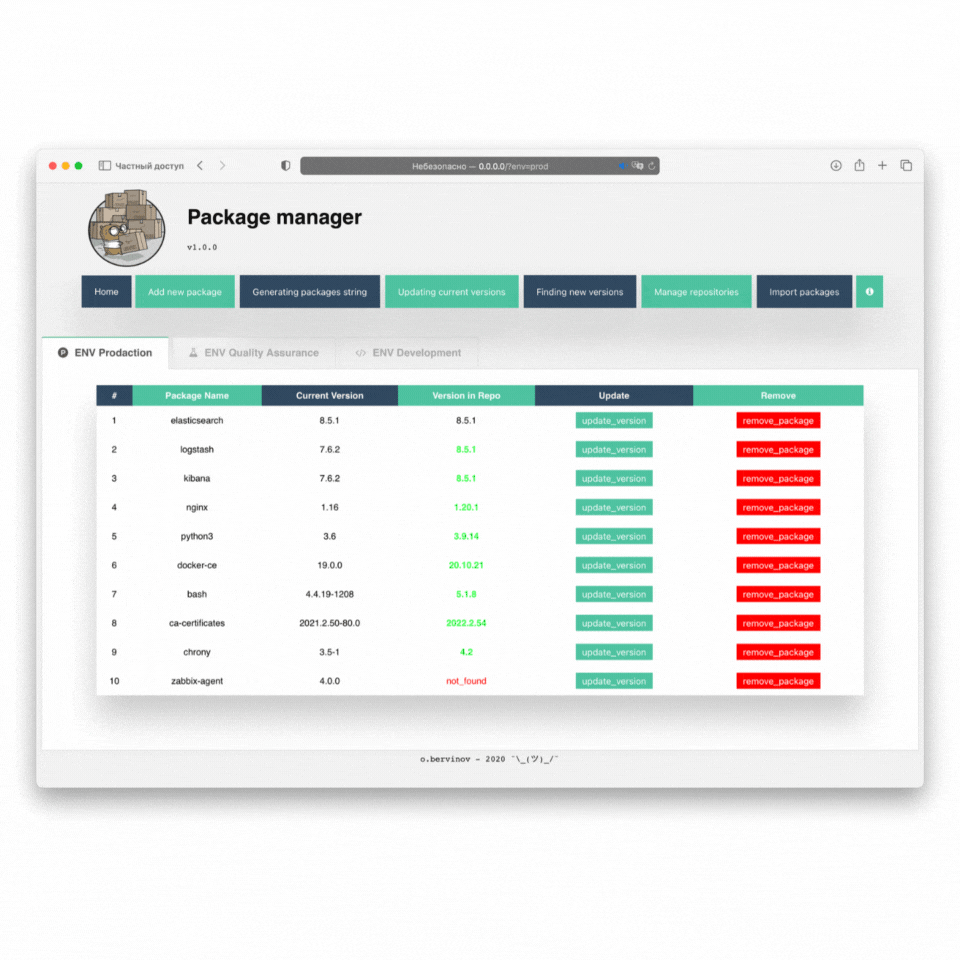 Частный доступ
Небезопасно — 0.0.0.0/?env=prod
Package manager
v1.0.0
Home Add new package Generating packages string Updating current versions Finding new versions Manage repositories Import packages
ENV Production ENV Quality Assurance ENV Development
# Package Name Current Version Version in Repo Update Remove
1 elasticsearch 8.5.1 8.5.1 update_version remove_package
2 logstash 7.6.2 8.5.1 update_version remove_package
3 kibana 7.6.2 8.5.1 update_version remove_package
4 nginx 1.16 1.20.1 update_version remove_package
5 python3 3.6 3.9.14 update_version remove_package
6 docker-ce 19.0.0 20.10.21 update_version remove_package
7 bash 4.4.19-1208 5.1.8 update_version remove_package
8 ca-certificates 2021.2.50-80.0 2022.2.54 update_version remove_package
9 chrony 3.5-1 4.2 update_version remove_package
10 zabbix-agent 4.0.0 not_found update_version remove_package
o.bervinov - 2020 ¯\_(ツ)_/¯